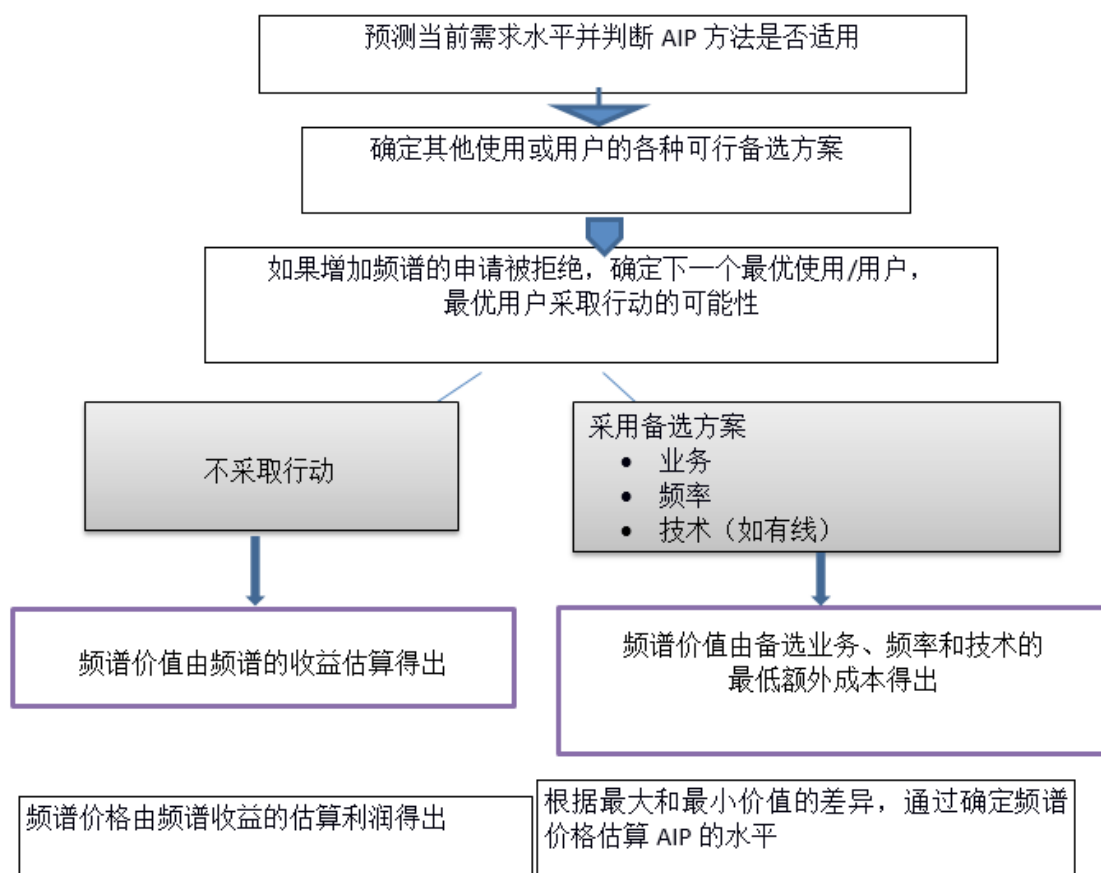 预测当前需求水平并判断 AIP 方法是否适用
确定其他使用或用户的各种可行备选方案
如果增加频谱的申请被拒绝，确定下一个最优使用/用户，
最优用户采取行动的可能性
不采取行动
采用备选方案
• 业务
• 频率
• 技术（如有线）
频谱价值由频谱的收益估算得出
频谱价值由备选业务、频率和技术的
最低额外成本得出
频谱价格由频谱收益的估算利润得出
根据最大和最小价值的差异，通过确定频谱
价格估算 AIP 的水平